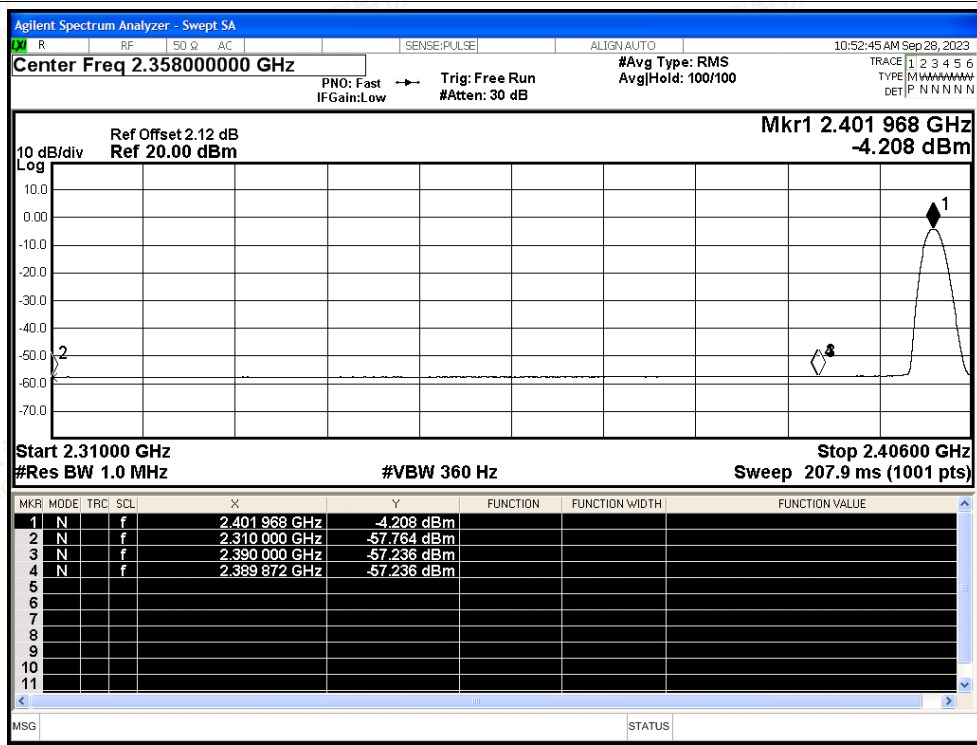 Agilent Spectrum Analyzer - Swept SA
LXI R RF 50 Ω AC SENSE:PULSE ALIGN AUTO 10:52:45 AM Sep 28, 2023
Center Freq 2.358000000 GHz
PNO: Fast
IFGain:Low
Trig: Free Run
#Atten: 30 dB
#Avg Type: RMS
Avg|Hold: 100/100
TRACE 1 2 3 4 5 6
TYPE M
DET P N N N N N
Mkr1 2.401 968 GHz
-4.208 dBm
Ref Offset 2.12 dB
10 dB/div Ref 20.00 dBm
Log
10.0
0.00
-10.0
-20.0
-30.0
-40.0
-50.0
-60.0
-70.0
1
2
Start 2.31000 GHz Stop 2.40600 GHz
#Res BW 1.0 MHz #VBW 360 Hz Sweep 207.9 ms (1001 pts)
MKR MODE TRC SCL X Y FUNCTION FUNCTION WIDTH FUNCTION VALUE
1 N f 2.401 968 GHz -4.208 dBm
2 N f 2.310 000 GHz -57.764 dBm
3 N f 2.390 000 GHz -57.236 dBm
4 N f 2.389 872 GHz -57.236 dBm
5
6
7
8
9
10
11
MSG STATUS